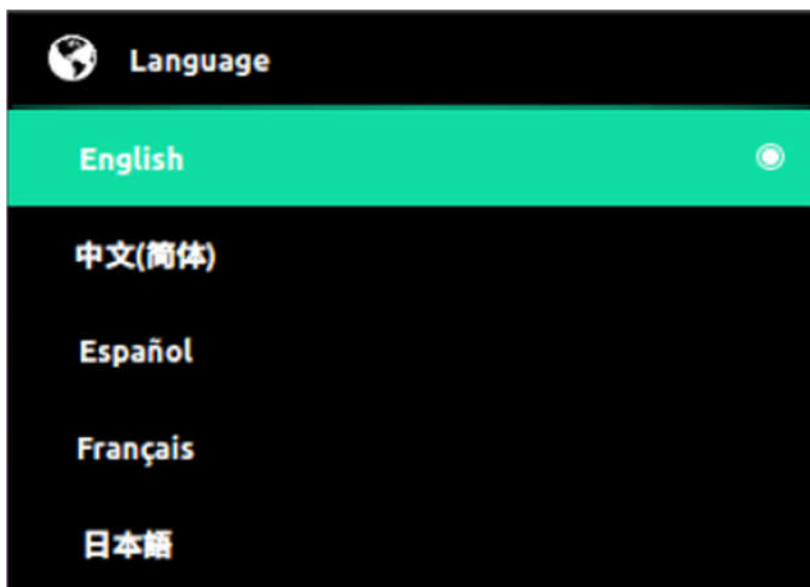 Language
English
中文(简体)
Español
Français
日本語